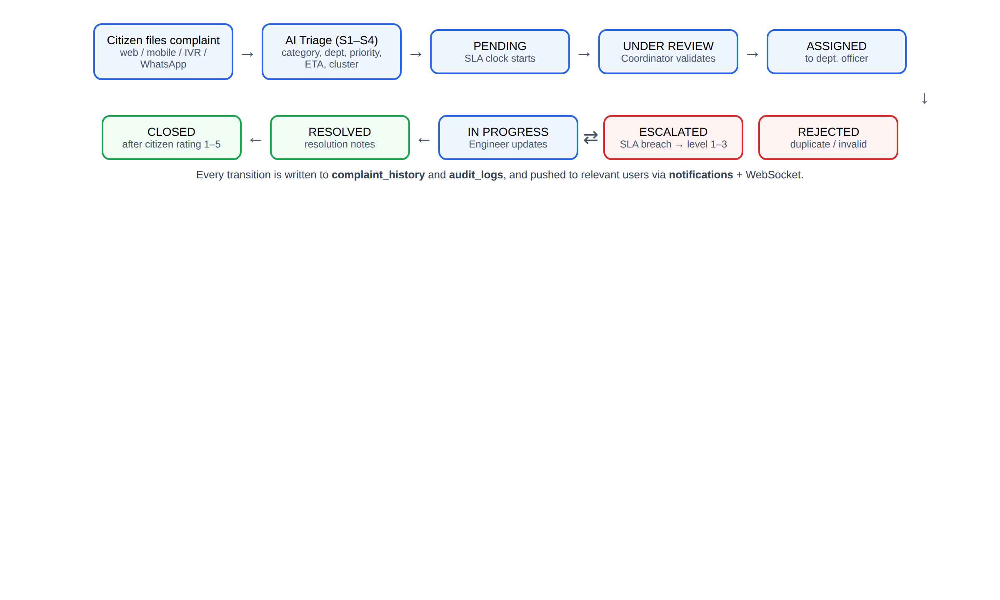 Citizen files complaint
web / mobile / IVR /
WhatsApp
→
AI Triage (S1–S4)
category, dept, priority,
ETA, cluster
→
PENDING
SLA clock starts
→
UNDER REVIEW
Coordinator validates
→
ASSIGNED
to dept. officer
↓
CLOSED
after citizen rating 1–5
←
RESOLVED
resolution notes
←
IN PROGRESS
Engineer updates
⇄
ESCALATED
SLA breach → level 1–3
REJECTED
duplicate / invalid
Every transition is written to complaint_history and audit_logs, and pushed to relevant users via notifications + WebSocket.